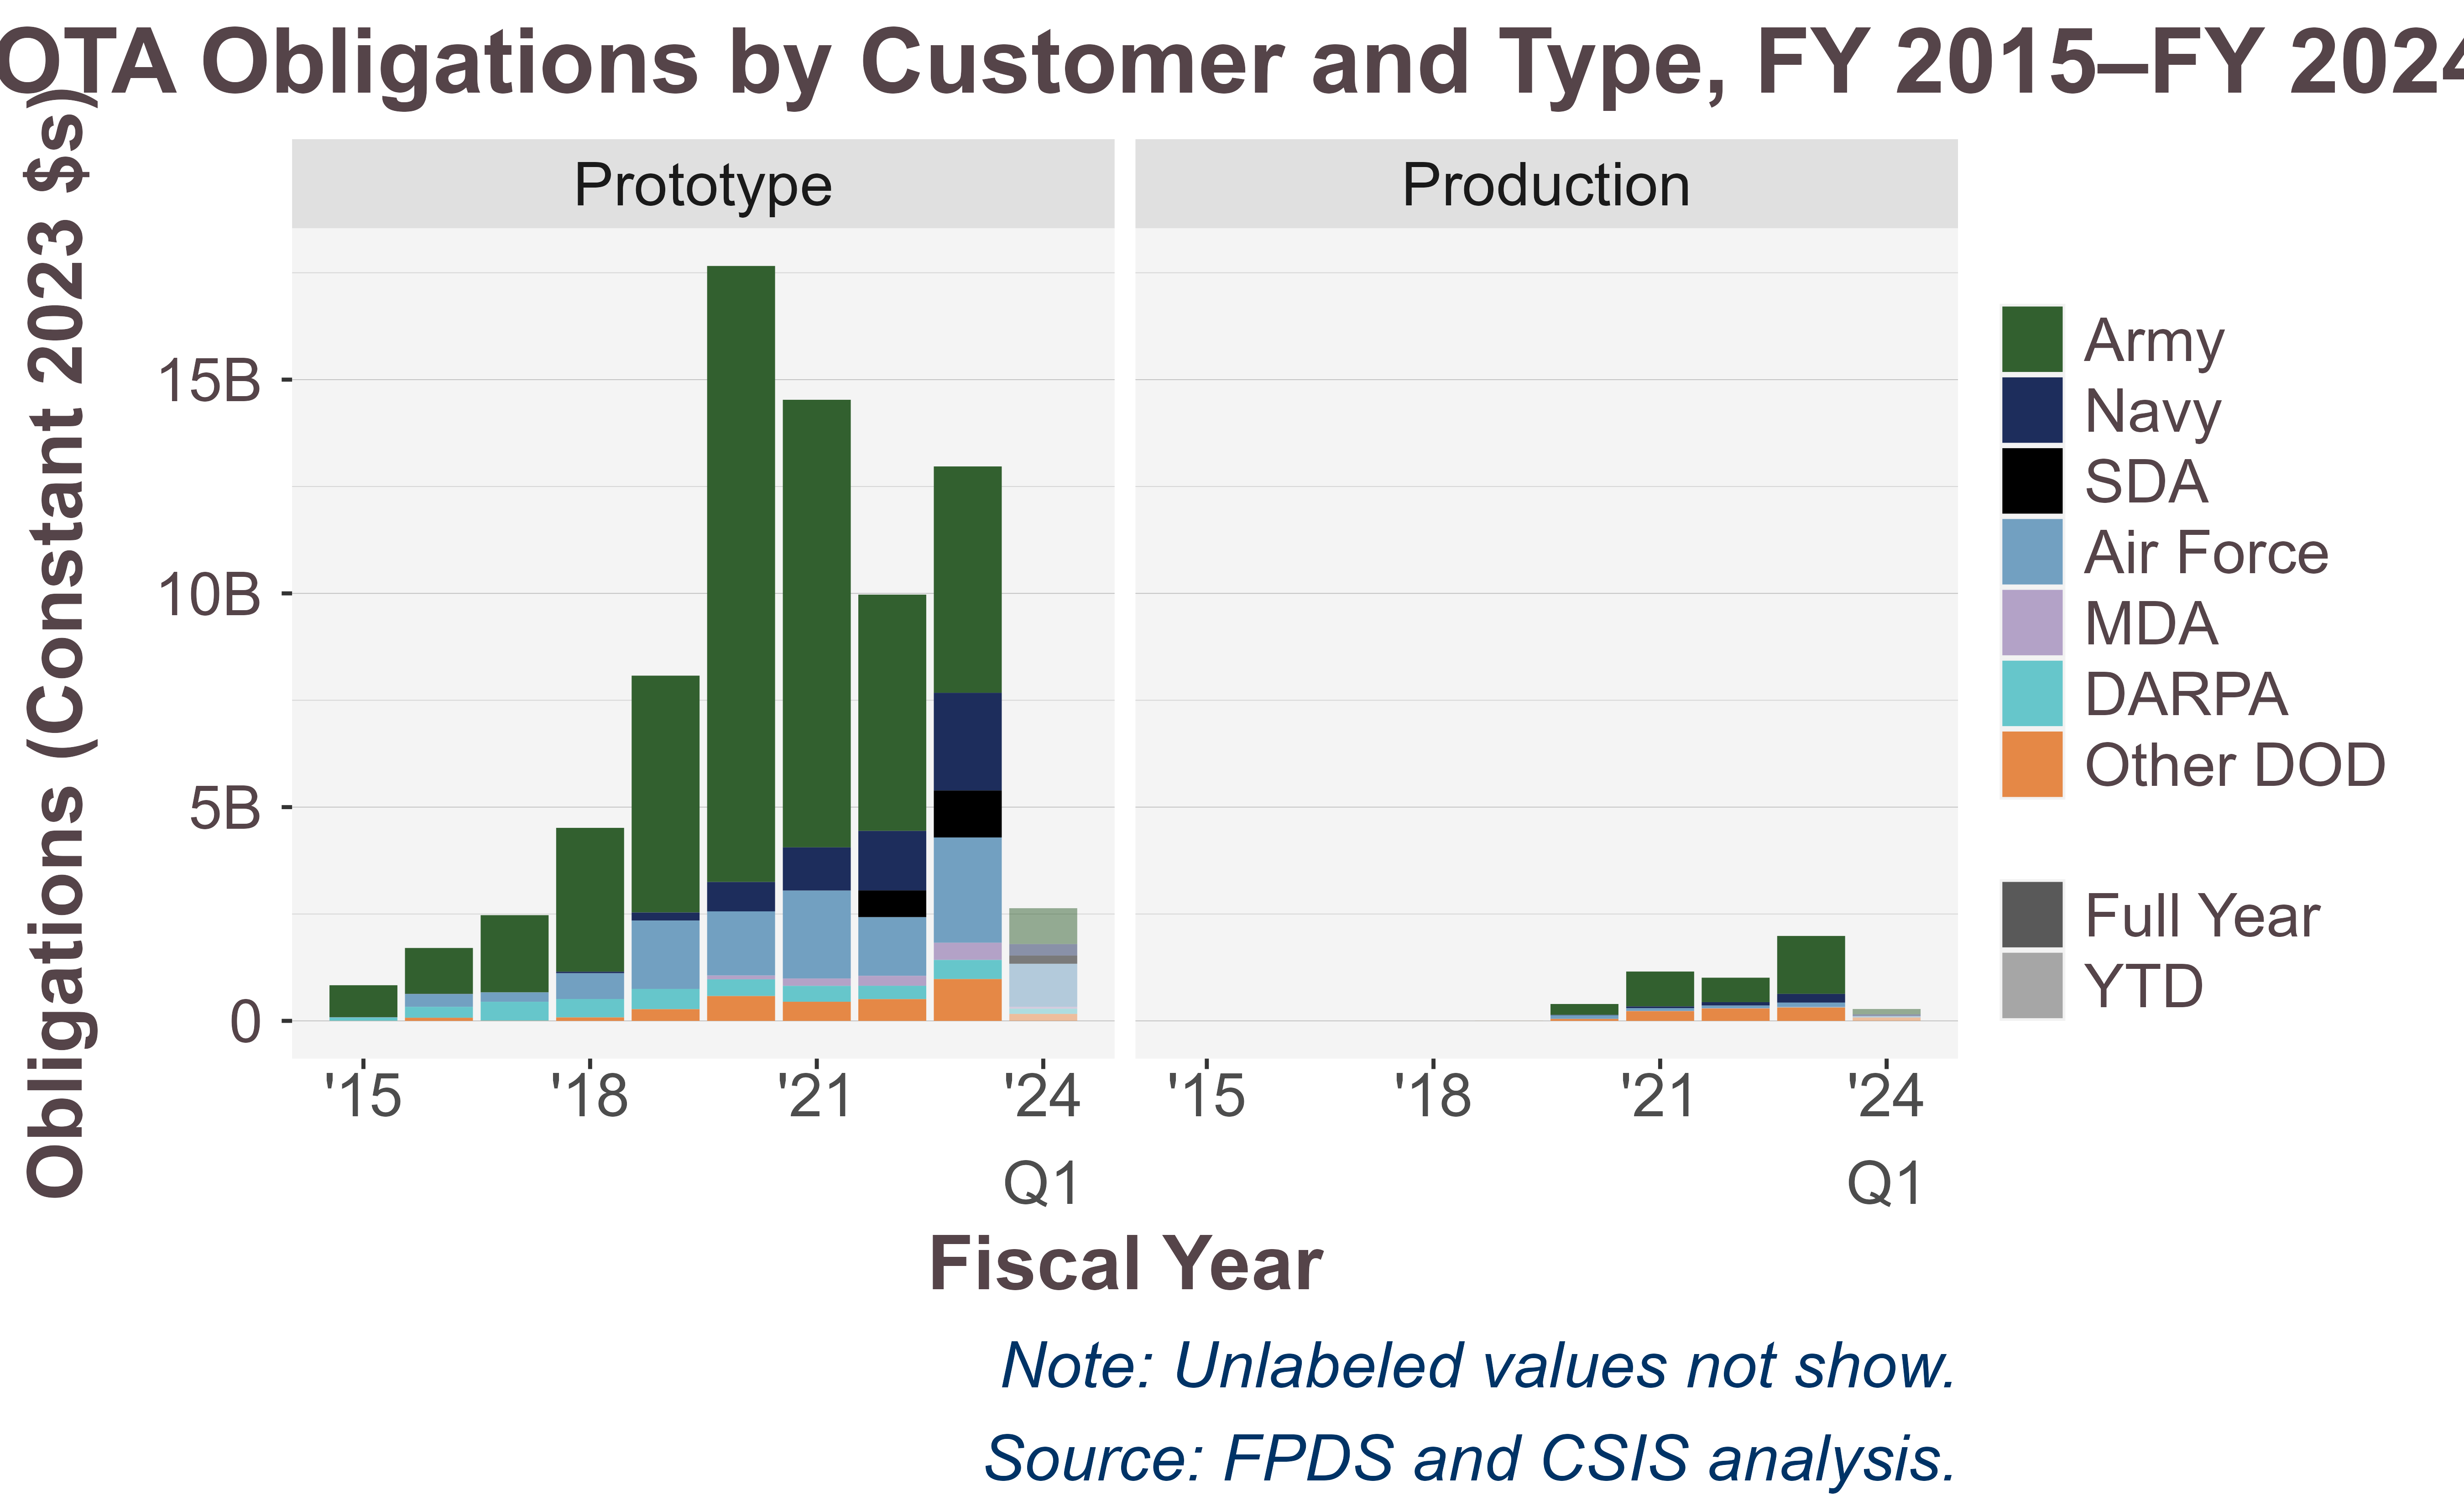 OTA Obligations by Customer and Type, FY 2015–FY 2024
Obligations (Constant 2023 $s)
Prototype
Production
15B
10B
5B
0
'15
'18
'21
'24
Q1
'15
'18
'21
'24
Q1
Fiscal Year
Army
Navy
SDA
Air Force
MDA
DARPA
Other DOD
Full Year
YTD
Note: Unlabeled values not show.
Source: FPDS and CSIS analysis.